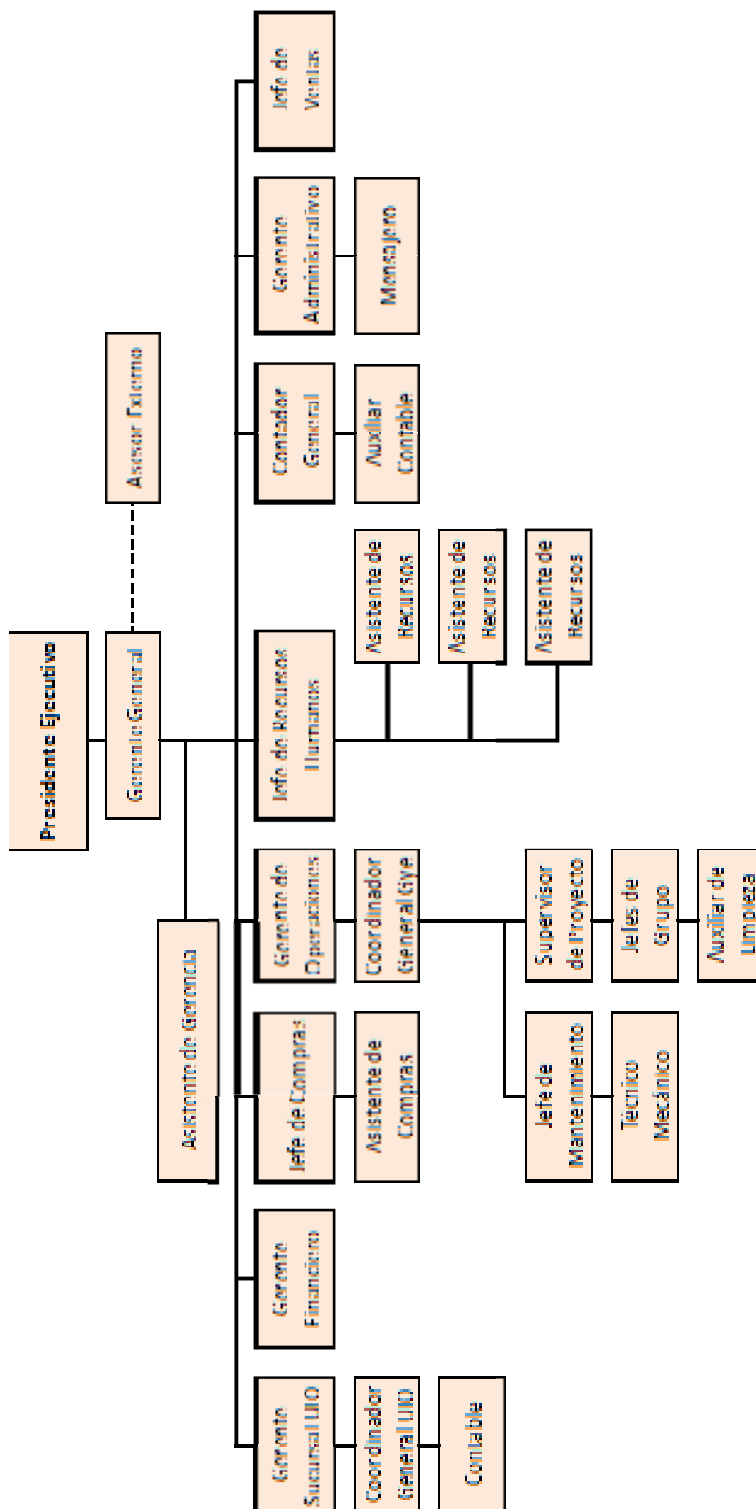 Presidente Ejecutivo
Gerente General
Asesor Externo
Asistente de Gerencia
Gerente
Sucursal UIO
Gerente
Financiero
Jefe de Compras
Gerente de
Operaciones
Jefe de Recursos
Humanos
Contador
General
Gerente
Administrativo
Jefe de
Ventas
Coordinador
General UIO
Asistente de
Compras
Coordinador
General Gye
Asistente de
Recursos
Auxiliar
Contable
Mensajero
Contable
Asistente de
Recursos
Jefe de
Mantenimiento
Supervisor
de Proyecto
Asistente de
Recursos
Técnico
Mecánico
Jefes de
Grupo
Auxiliar de
Limpieza